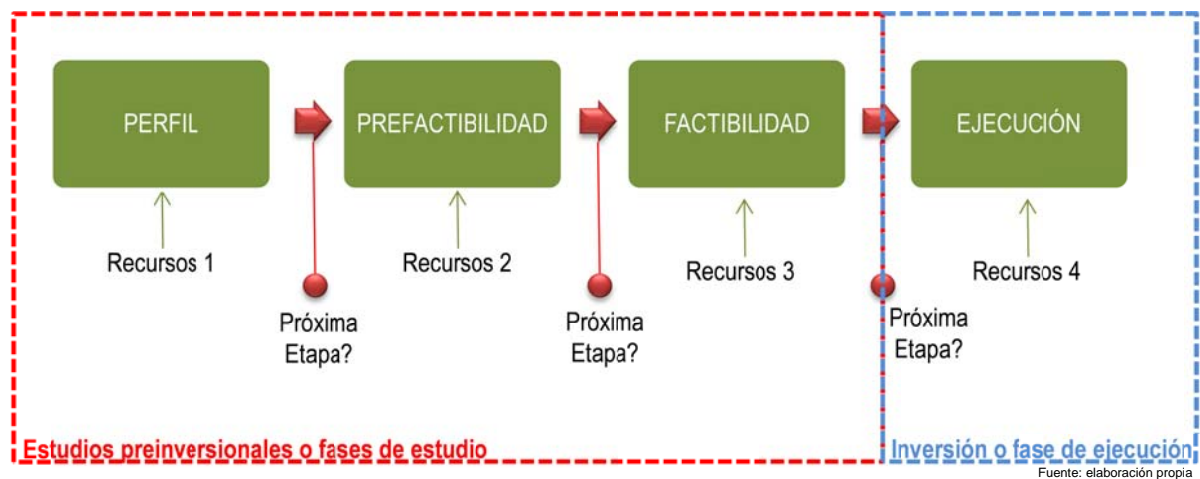 PERFIL
PREFACTIBILIDAD
FACTIBILIDAD
EJECUCIÓN
Recursos 1
Recursos 2
Recursos 3
Recursos 4
Próxima
Etapa?
Próxima
Etapa?
Próxima
Etapa?
Estudios preinversionales o fases de estudio
Inversión o fase de ejecución
Fuente: elaboración propia